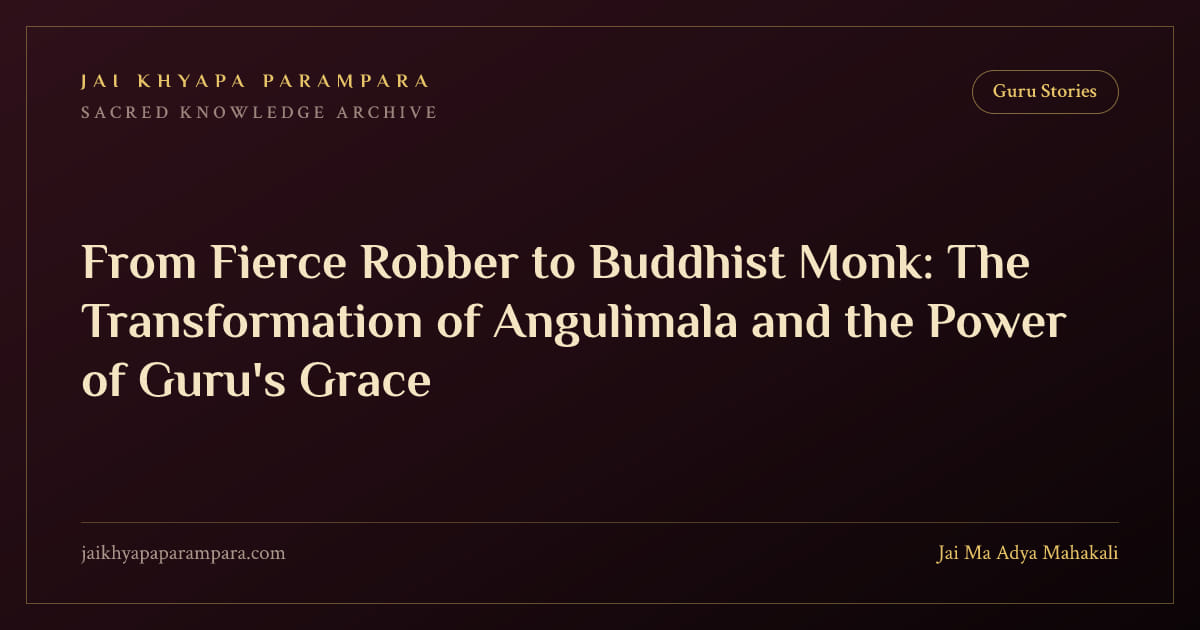 JAI KHYAPA PARAMPARA
SACRED KNOWLEDGE ARCHIVE
Guru Stories
From Fierce Robber to Buddhist Monk: The
Transformation of Angulimala and the Power
of Guru's Grace
jaikhyapaparampara.com
Jai Ma Adya Mahakali